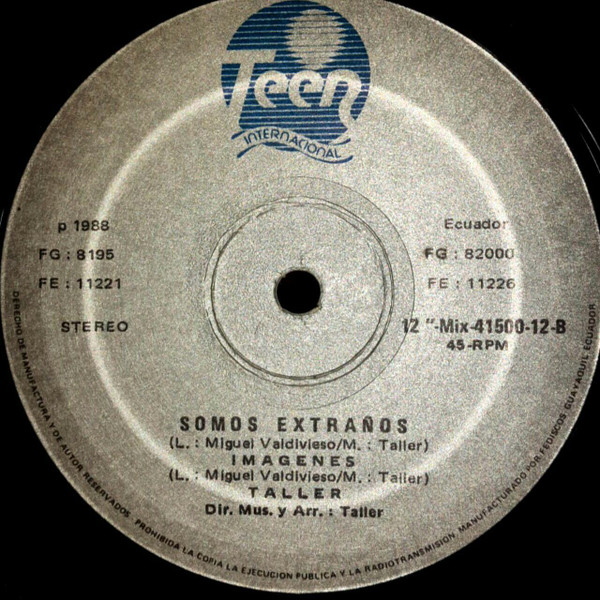 Teen
INTERNACIONAL
p 1988
FG : 8195
FE : 11221
STEREO
Ecuador
FG : 82000
FE : 11226
12 "-Mix-41500-12-B
45-RPM
SOMOS EXTRAÑOS
(L. : Miguel Valdivieso/M. : Taller)
IMAGENES
(L. : Miguel Valdivieso/M. : Taller)
TALLER
Dir. Mus. y Arr. : Taller
DERECHO DE MANUFACTURA Y DE AUTOR RESERVADOS PROHIBIDA LA COPIA LA EJECUCION PUBLICA Y LA RADIOTRANSMISION MANUFACTURADO POR FEDISCOS GUAYAQUIL ECUADOR